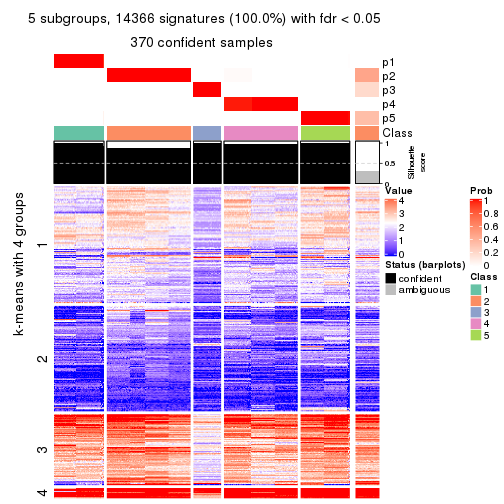 5 subgroups, 14366 signatures (100.0%) with fdr < 0.05
370 confident samples
p1
p2
p3
p4
p5
Class
1
0.5
0
Silhouette
score
k-means with 4 groups
1
2
3
4
Value
4
3
2
1
0
Status (barplots)
confident
ambiguous
Prob
1
0.8
0.6
0.4
0.2
0
Class
1
2
3
4
5